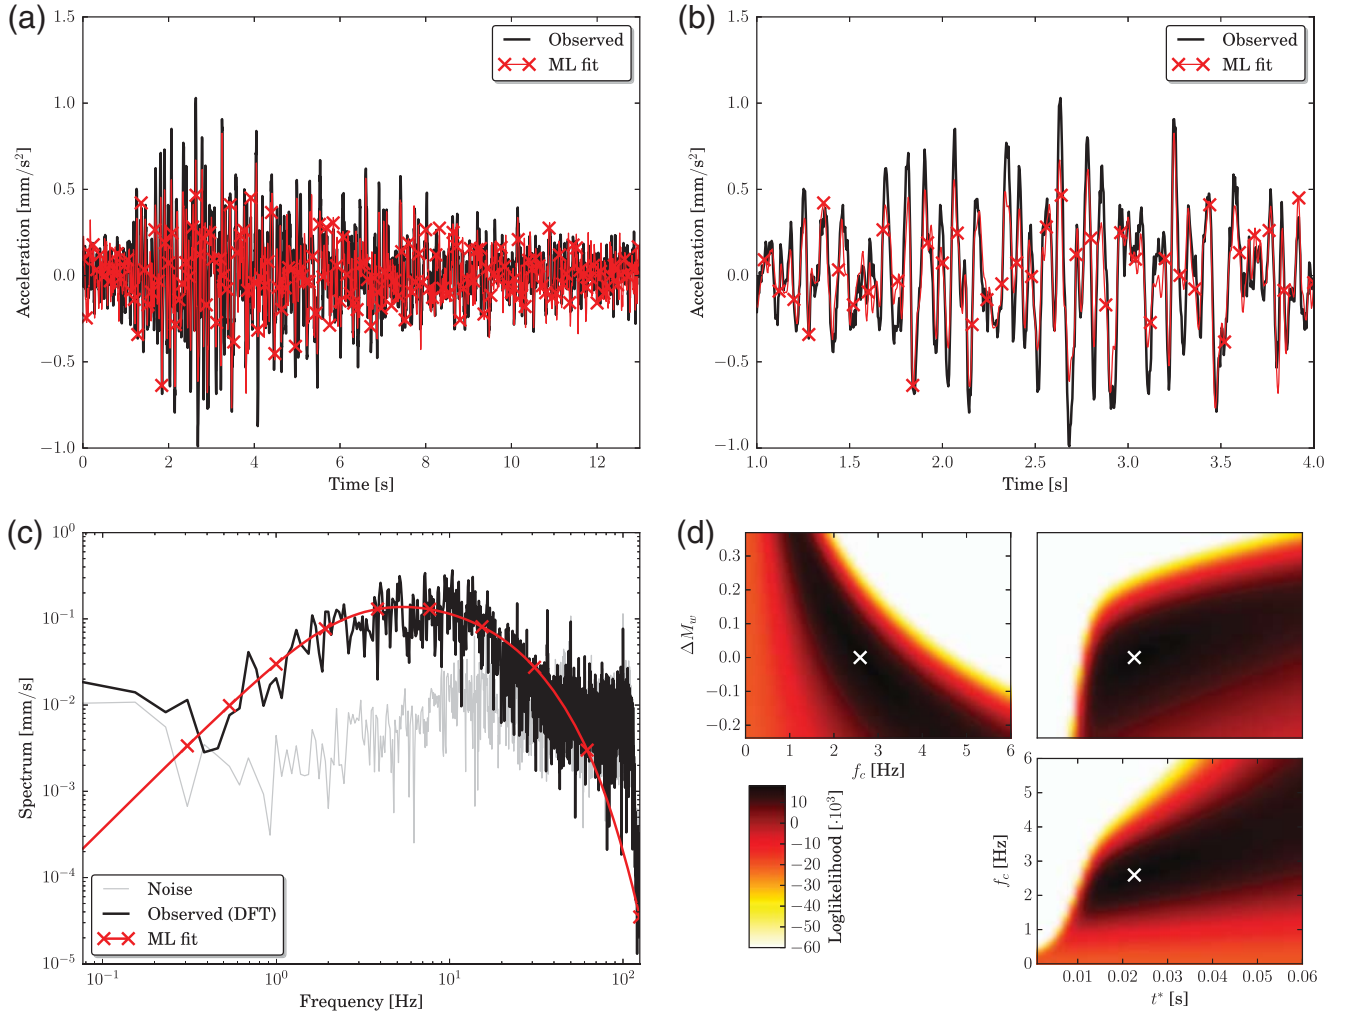 (a)
1.5
1.0
0.5
0.0
−0.5
−1.0
Acceleration [mm/s²]
Observed
ML fit
0 2 4 6 8 10 12
Time [s]
(b)
1.5
1.0
0.5
0.0
−0.5
−1.0
Acceleration [mm/s²]
Observed
ML fit
1.0 1.5 2.0 2.5 3.0 3.5 4.0
Time [s]
(c)
10⁰
10⁻¹
10⁻²
10⁻³
10⁻⁴
10⁻⁵
Spectrum [mm/s]
Noise
Observed (DFT)
ML fit
10⁻¹ 10⁰ 10¹ 10²
Frequency [Hz]
(d)
0.3
0.2
0.1
0.0
−0.1
−0.2
ΔM_w
0 1 2 3 4 5 6
f_c [Hz]
10
0
−10
−20
−30
−40
−50
−60
Loglikelihood [·10³]
6
5
4
3
2
1
0
f_c [Hz]
0.01 0.02 0.03 0.04 0.05 0.06
t* [s]